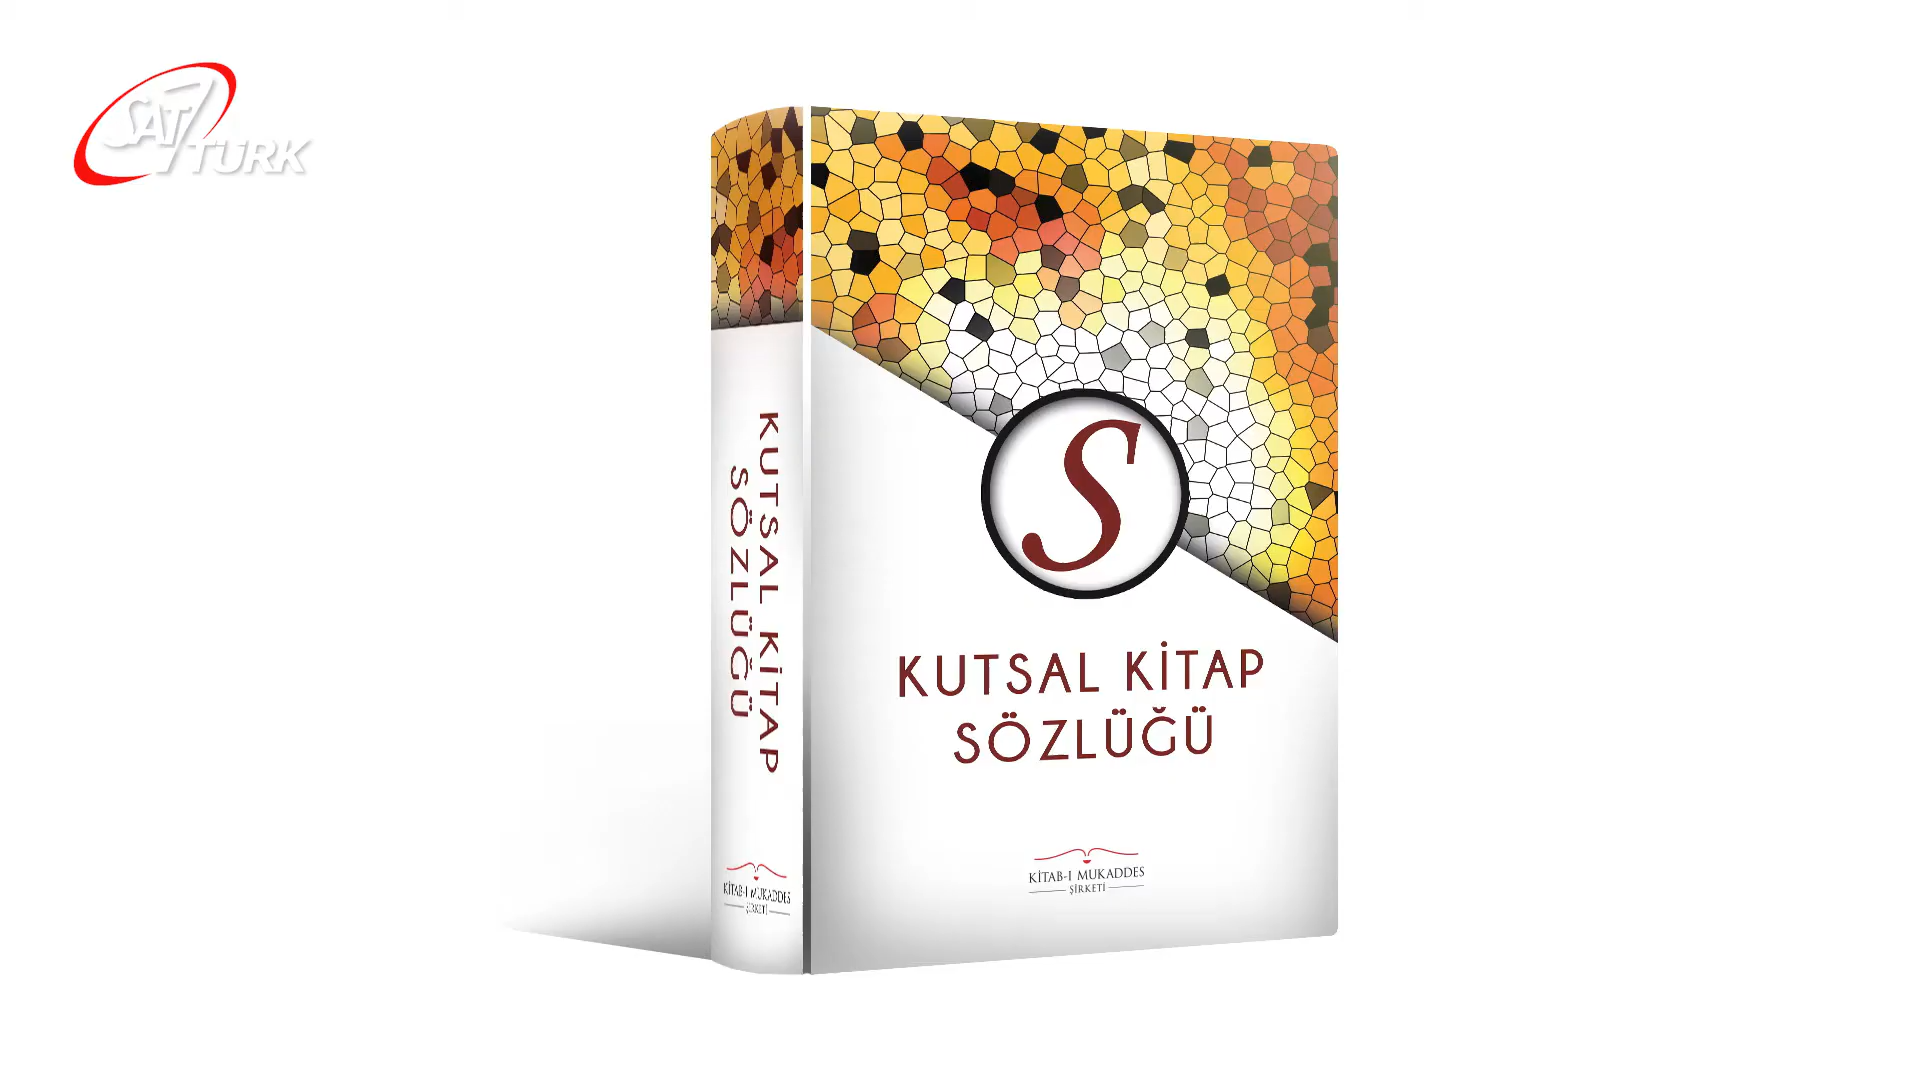 SAT7
TÜRK
KUTSAL KİTAP
SÖZLÜĞÜ
KİTAB-I MUKADDES
ŞİRKETİ
S
KUTSAL KİTAP
SÖZLÜĞÜ
KİTAB-I MUKADDES
ŞİRKETİ